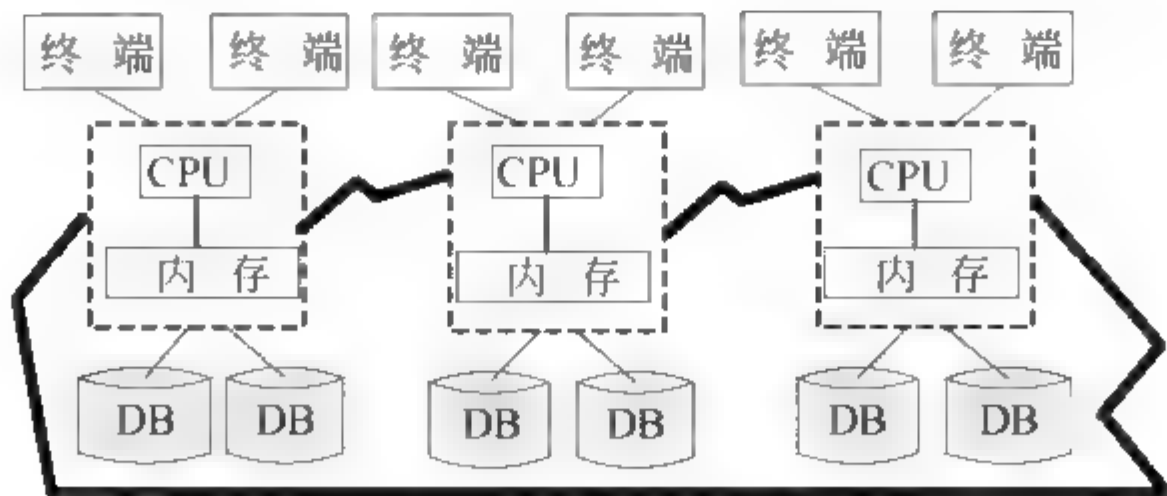 终 端 终 端 终 端 终 端 终 端 终 端
CPU CPU CPU
内 存 内 存 内 存
DB DB DB DB DB DB